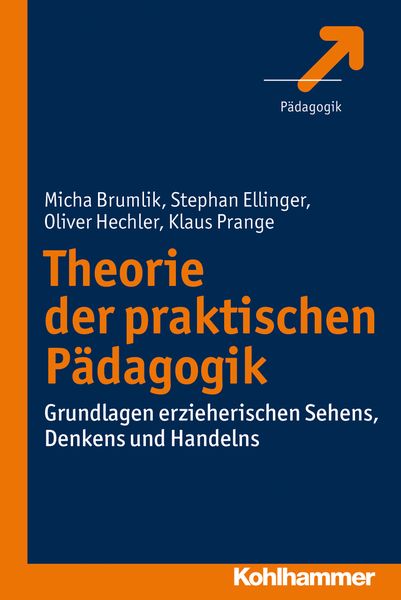 Pädagogik
Micha Brumlik, Stephan Ellinger,
Oliver Hechler, Klaus Prange
Theorie
der praktischen
Pädagogik
Grundlagen erzieherischen Sehens,
Denkens und Handelns
Kohlhammer